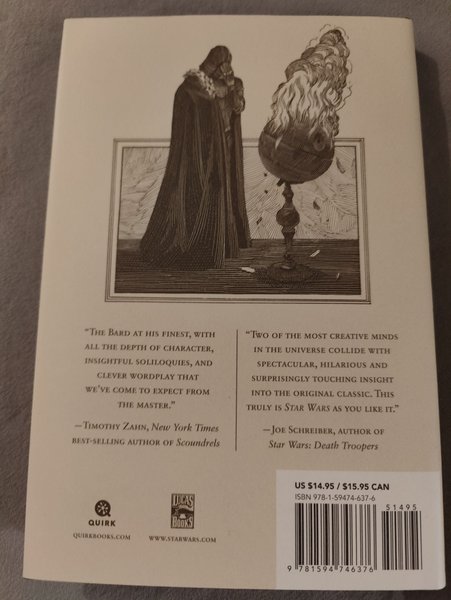 “The Bard at his finest, with
all the depth of character,
insightful soliloquies, and
clever wordplay that
we’ve come to expect from
the master.”
—Timothy Zahn, New York Times
best-selling author of Scoundrels
“Two of the most creative minds
in the universe collide with
spectacular, hilarious and
surprisingly touching insight
into the original classic. This
truly is Star Wars as you like it.”
—Joe Schreiber, author of
Star Wars: Death Troopers
QUIRK
QUIRKBOOKS.COM
LUCAS
BOOKS
WWW.STARWARS.COM
US $14.95 / $15.95 CAN
ISBN 978-1-59474-637-6
51495
9 781594 746376